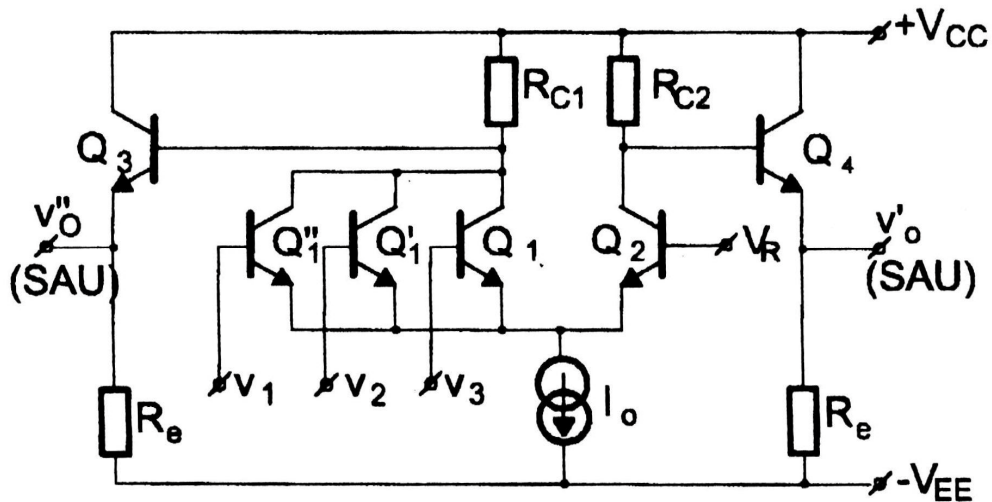 +V_CC
R_C1
R_C2
Q_3
Q_4
v''_O
(SAU)
Q''_1
Q'_1
Q_1
Q_2
V_R
v'_o
(SAU)
v_1
v_2
v_3
I_o
R_e
R_e
-V_EE